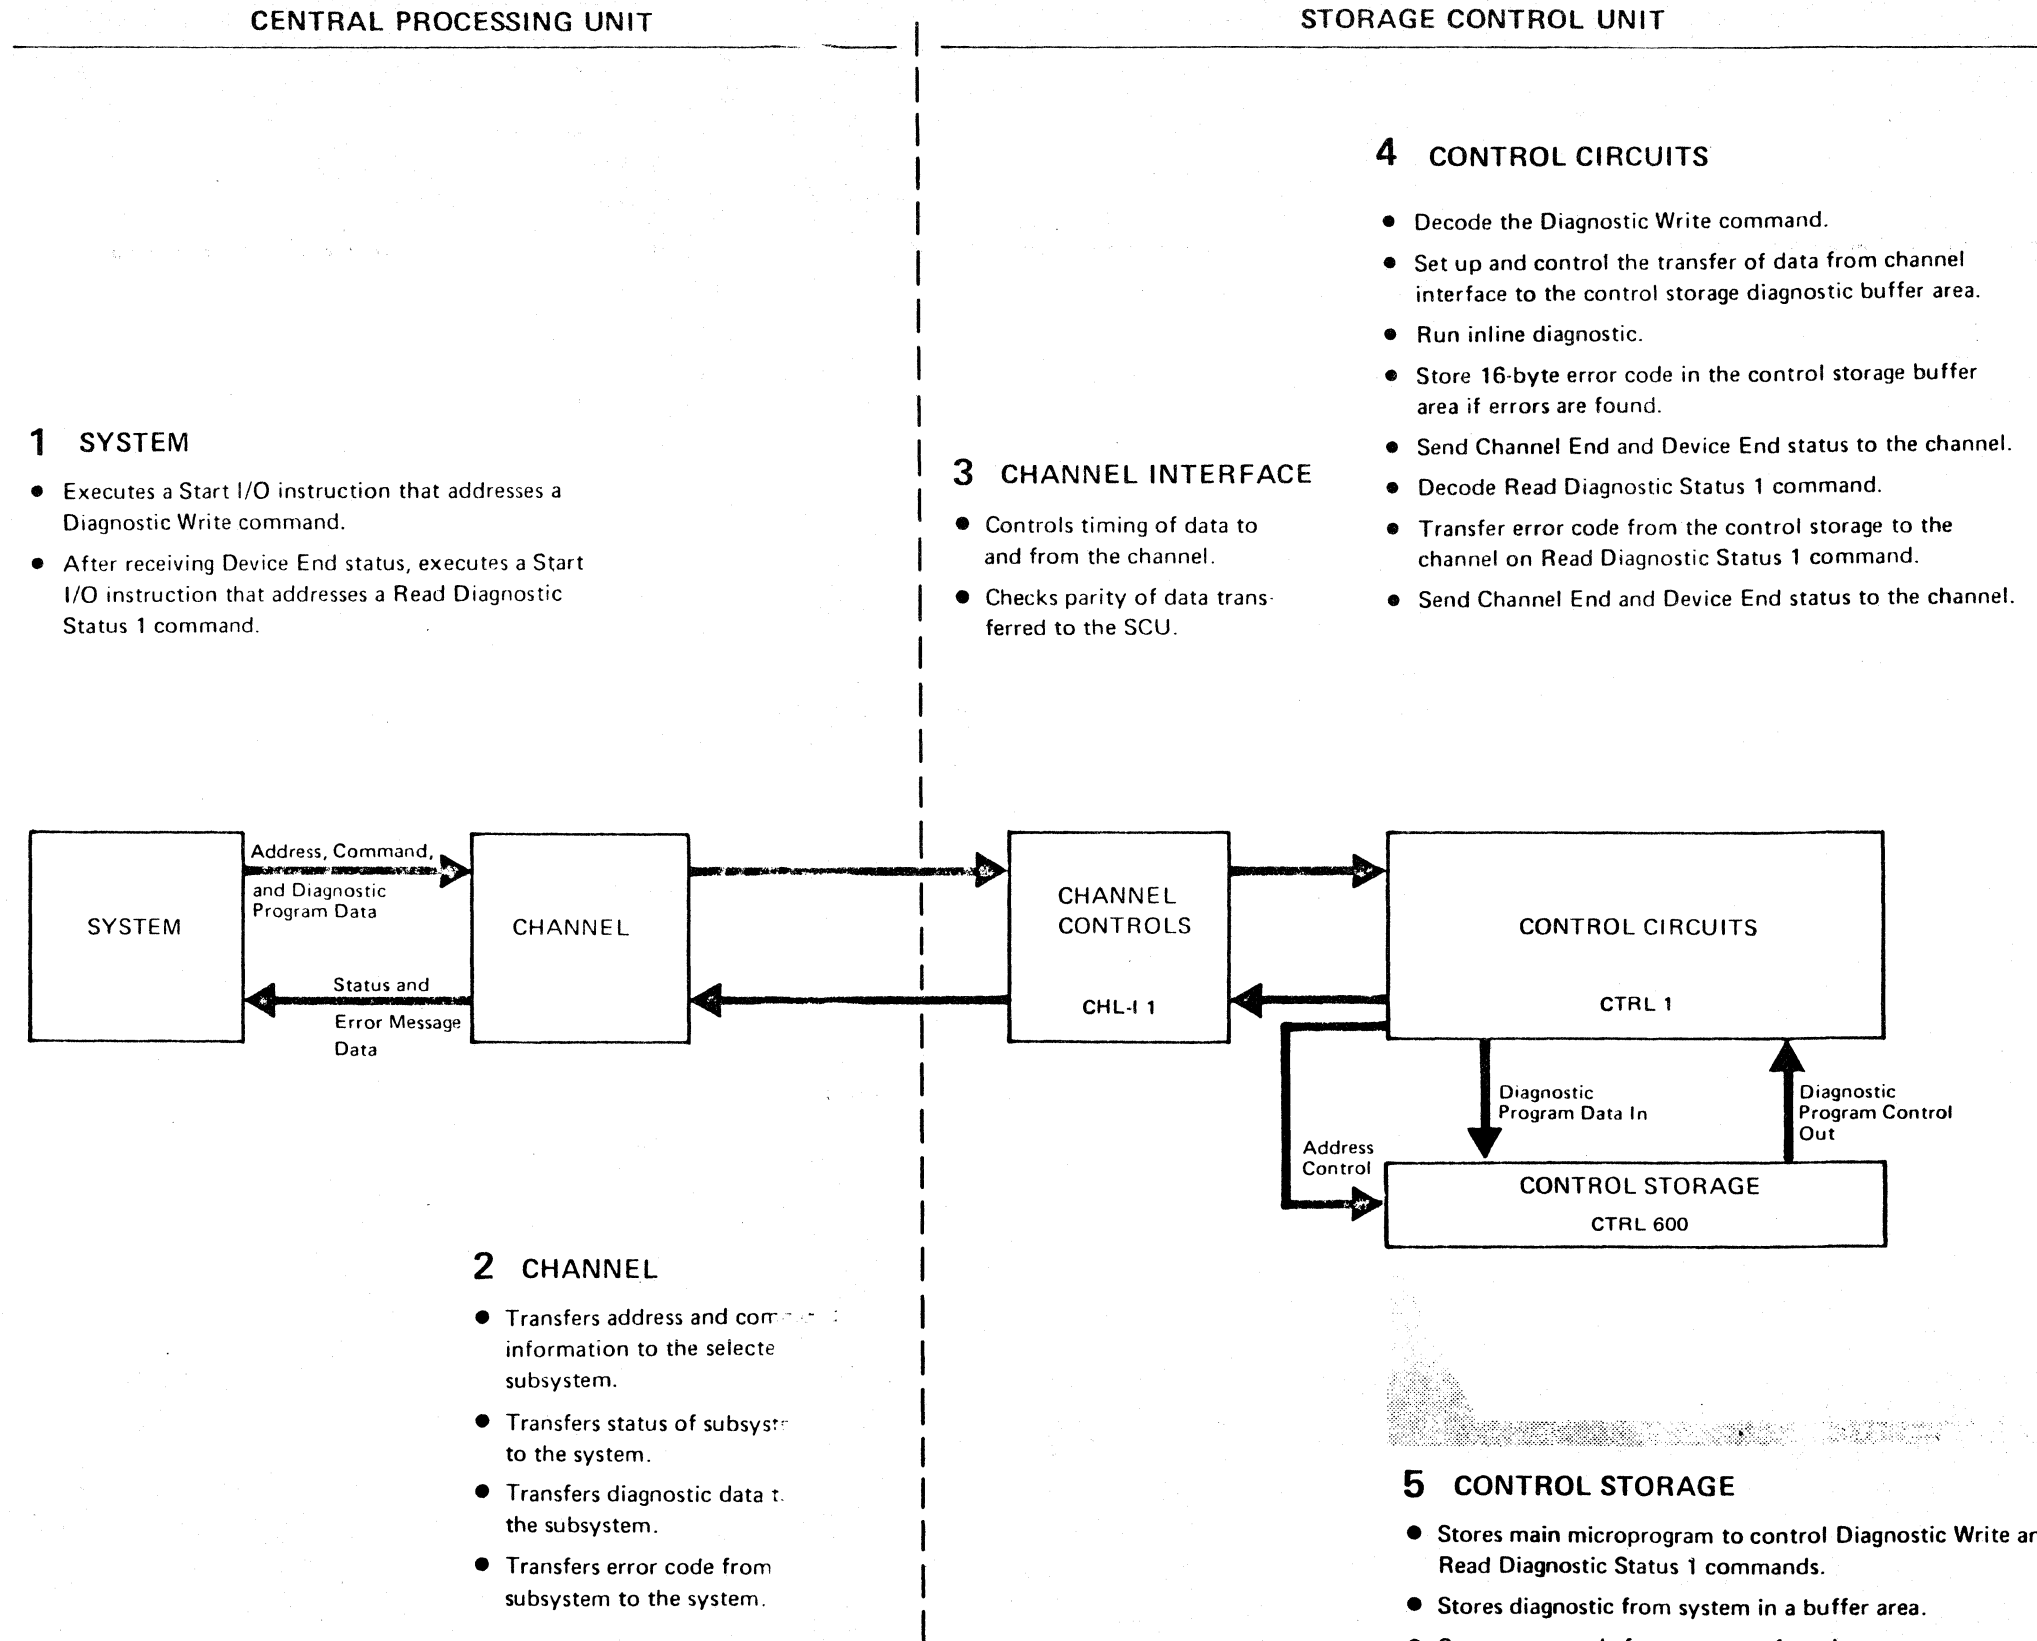 CENTRAL PROCESSING UNIT
STORAGE CONTROL UNIT
4 CONTROL CIRCUITS
● Decode the Diagnostic Write command.
● Set up and control the transfer of data from channel
interface to the control storage diagnostic buffer area.
● Run inline diagnostic.
● Store 16-byte error code in the control storage buffer
area if errors are found.
● Send Channel End and Device End status to the channel.
● Decode Read Diagnostic Status 1 command.
● Transfer error code from the control storage to the
channel on Read Diagnostic Status 1 command.
● Send Channel End and Device End status to the channel.
1 SYSTEM
● Executes a Start I/O instruction that addresses a
Diagnostic Write command.
● After receiving Device End status, executes a Start
I/O instruction that addresses a Read Diagnostic
Status 1 command.
3 CHANNEL INTERFACE
● Controls timing of data to
and from the channel.
● Checks parity of data trans-
ferred to the SCU.
Address, Command,
and Diagnostic
Program Data
SYSTEM
CHANNEL
Status and
Error Message
Data
CHANNEL
CONTROLS
CHL-I 1
CONTROL CIRCUITS
CTRL 1
Diagnostic
Program Data In
Diagnostic
Program Control
Out
Address
Control
CONTROL STORAGE
CTRL 600
2 CHANNEL
● Transfers address and
information to the selecte
subsystem.
● Transfers status of
to the system.
● Transfers diagnostic data
the subsystem.
● Transfers error code from
subsystem to the system.
5 CONTROL STORAGE
● Stores main microprogram to control Diagnostic Write
Read Diagnostic Status 1 commands.
● Stores diagnostic from system in a buffer area.